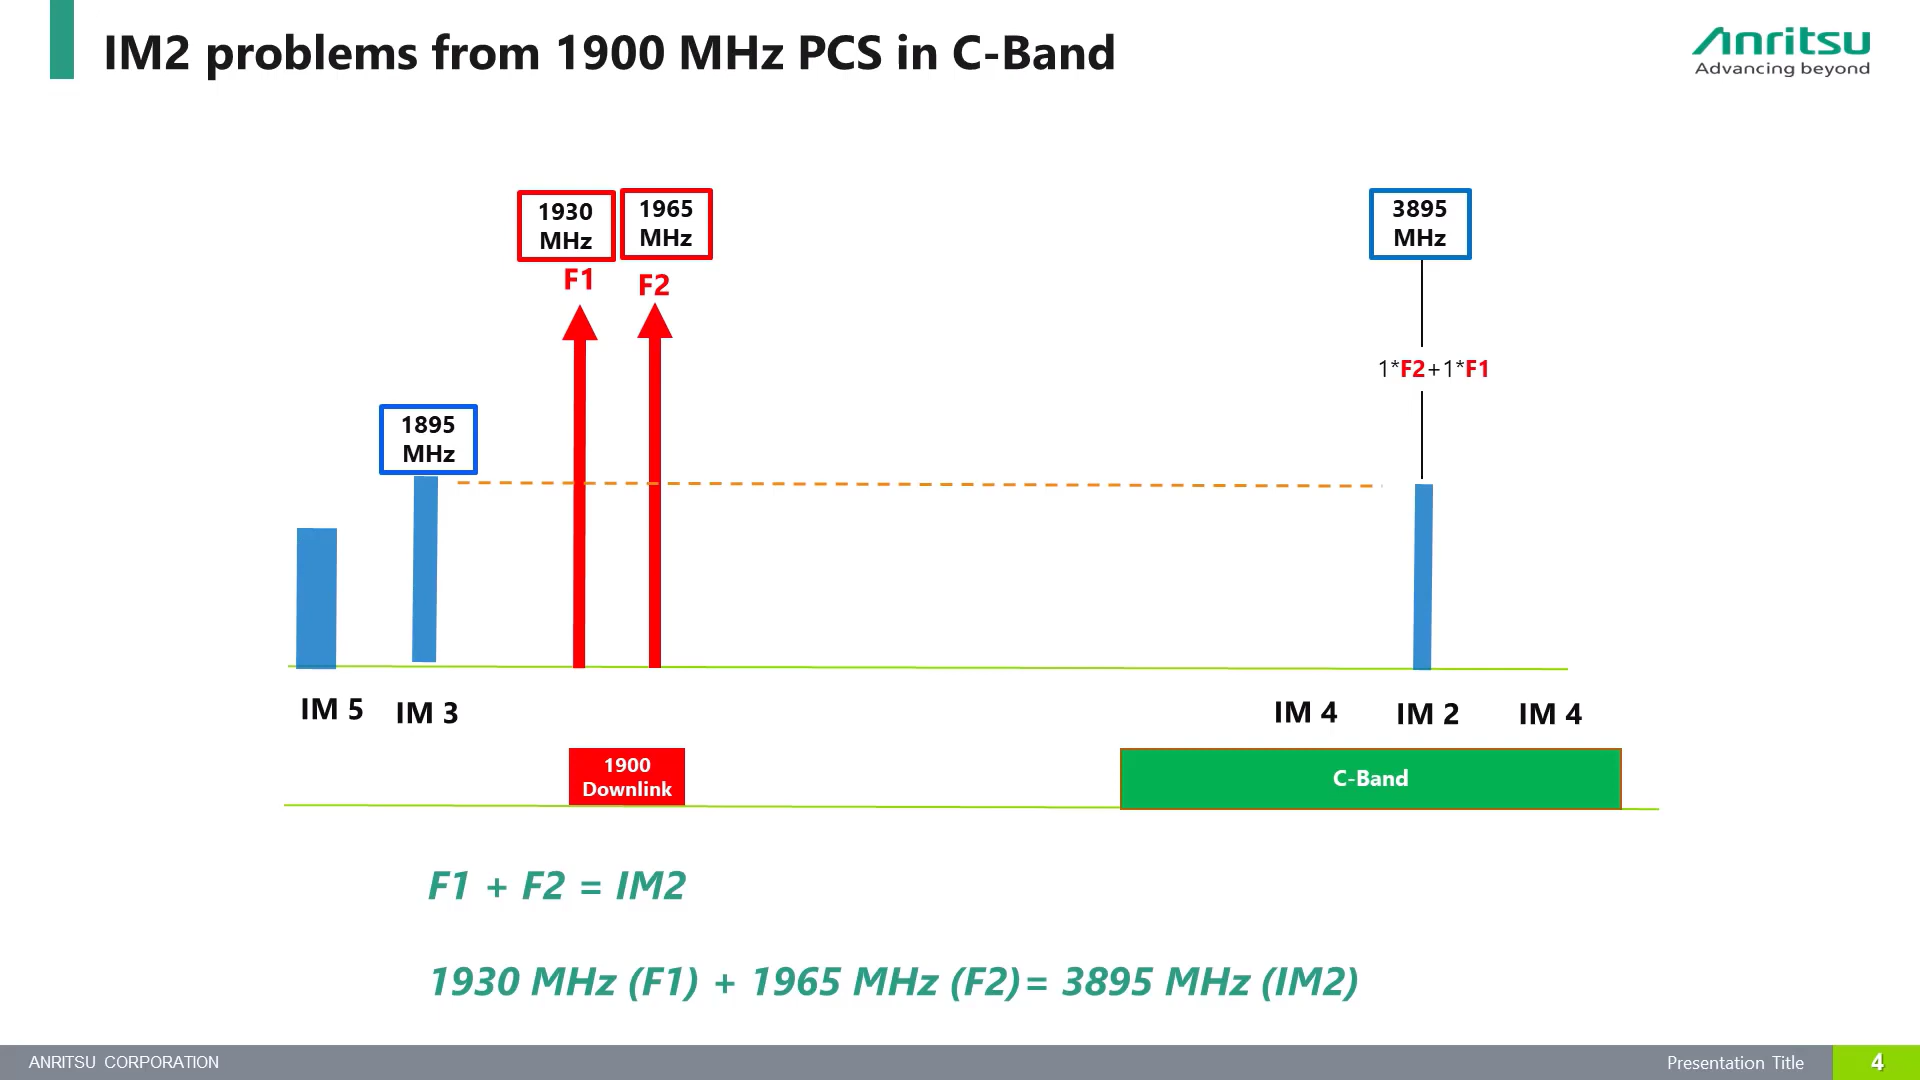 IM2 problems from 1900 MHz PCS in C-Band
Anritsu
Advancing beyond
1930
MHz
1965
MHz
3895
MHz
F1
F2
1*F2+1*F1
1895
MHz
IM 5
IM 3
IM 4
IM 2
IM 4
1900
Downlink
C-Band
F1 + F2 = IM2
1930 MHz (F1) + 1965 MHz (F2)= 3895 MHz (IM2)
ANRITSU CORPORATION
Presentation Title
4